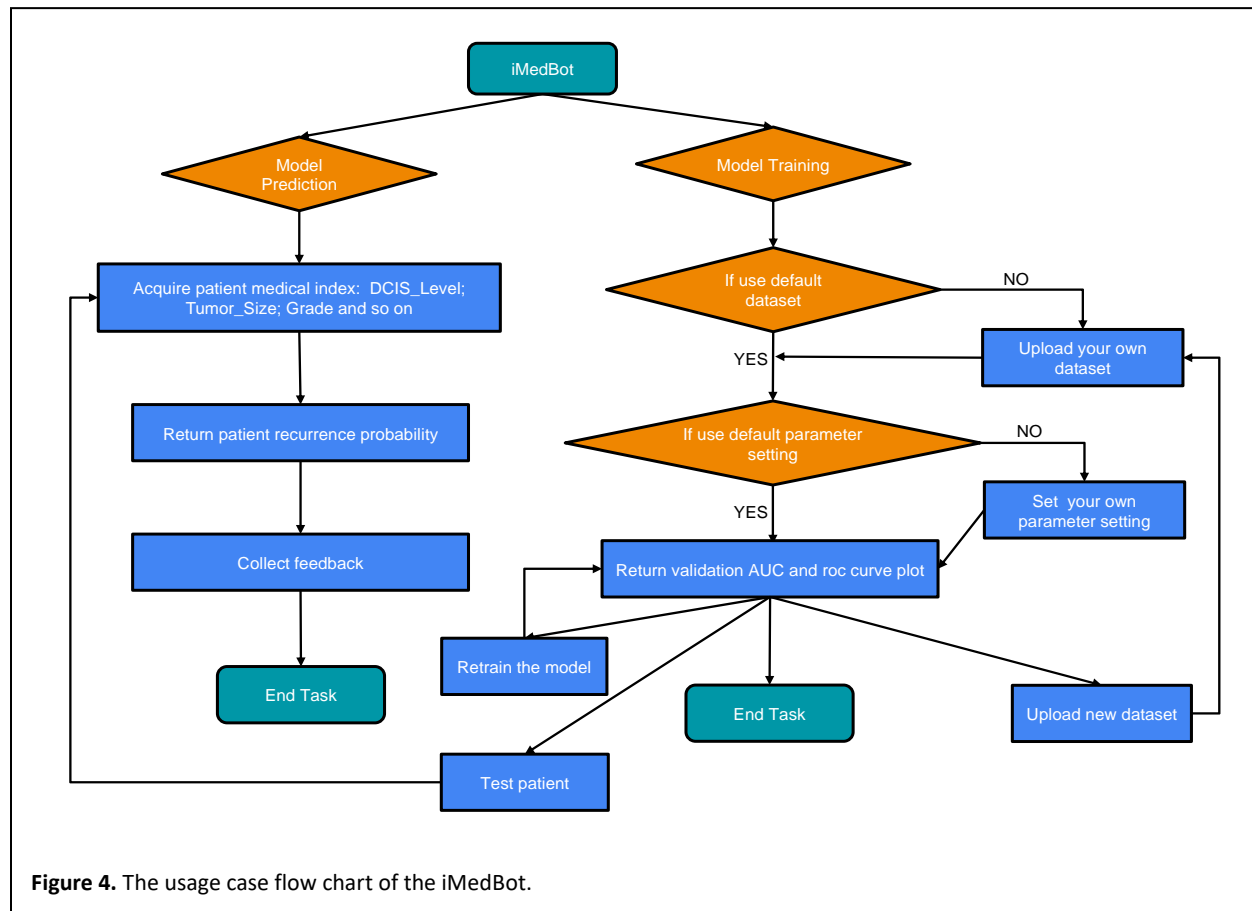 iMedBot
Model
Prediction
Model Training
Acquire patient medical index: DCIS_Level;
Tumor_Size; Grade and so on
If use default
dataset
NO
Upload your own
dataset
YES
Return patient recurrence probability
If use default parameter
setting
NO
Set your own
parameter setting
YES
Collect feedback
Return validation AUC and roc curve plot
Retrain the model
End Task
End Task
Upload new dataset
Test patient
Figure 4. The usage case flow chart of the iMedBot.